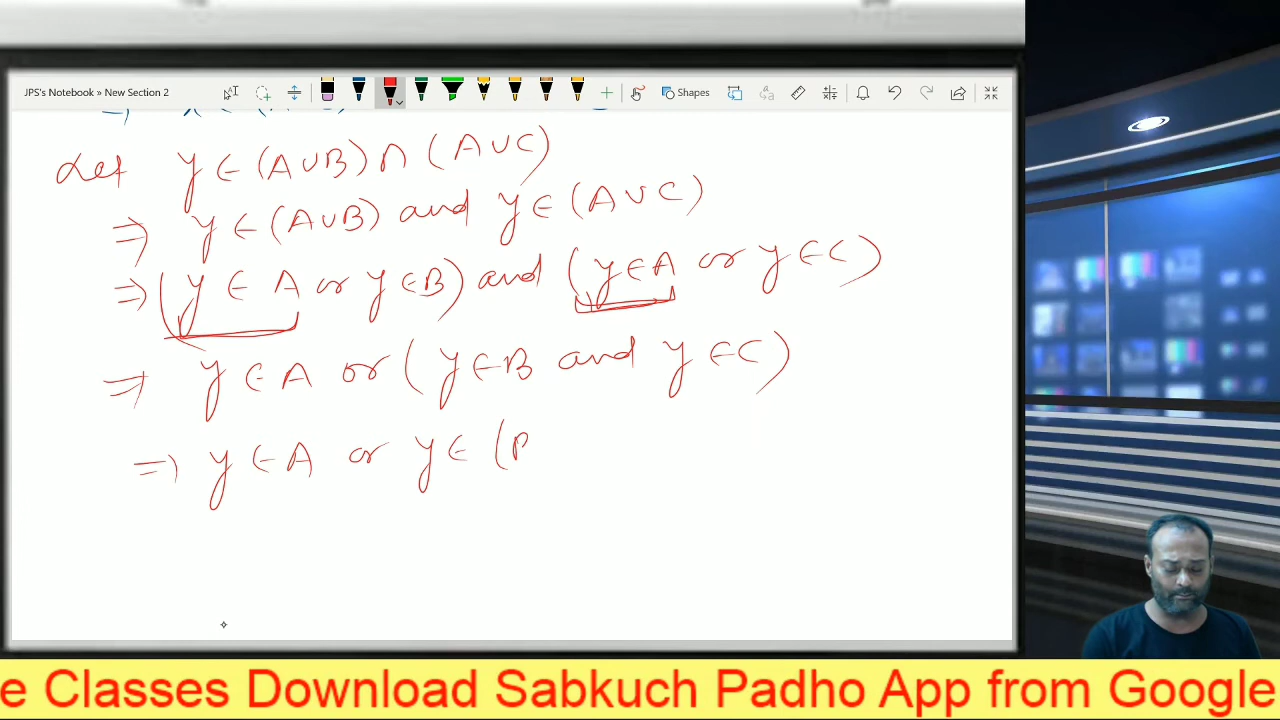 JPS's Notebook » New Section 2
Shapes
Let y ∈ (A∪B) ∩ (A∪C)
⇒ y ∈ (A∪B) and y ∈ (A∪C)
⇒ (y ∈ A or y ∈ B) and (y ∈ A or y ∈ C)
⇒ y ∈ A or (y ∈ B and y ∈ C)
⇒ y ∈ A or y ∈ (
e Classes Download Sabkuch Padho App from Google